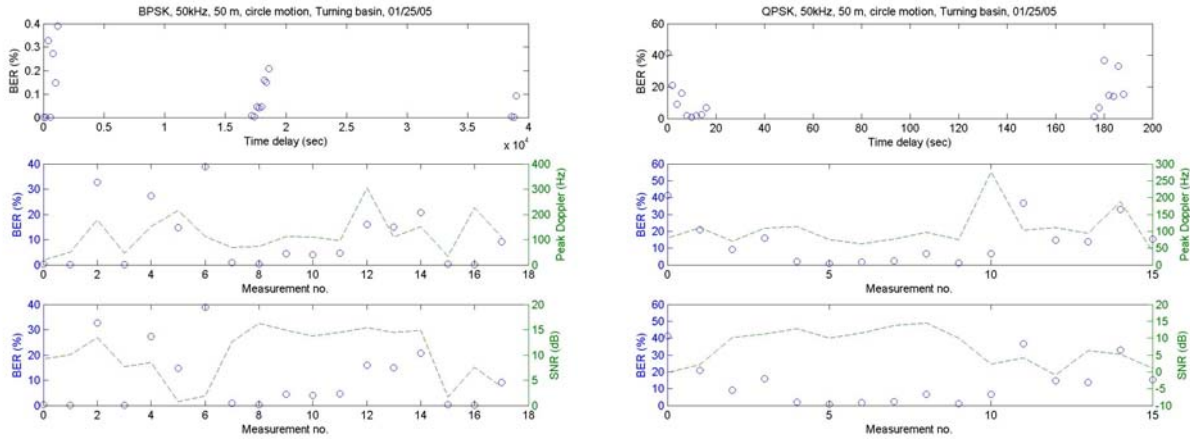 BPSK, 50kHz, 50 m, circle motion, Turning basin, 01/25/05
0.4
0.3
0.2
0.1
0
BER (%)
0 0.5 1 1.5 2 2.5 3 3.5 4
Time delay (sec)
x 10^4
40
30
20
10
0
BER (%)
400
300
200
100
0
Peak Doppler (Hz)
0 2 4 6 8 10 12 14 16 18
Measurement no.
40
30
20
10
0
BER (%)
20
15
10
5
0
SNR (dB)
0 2 4 6 8 10 12 14 16 18
Measurement no.
QPSK, 50kHz, 50 m, circle motion, Turning basin, 01/25/05
60
40
20
0
BER (%)
0 20 40 60 80 100 120 140 160 180 200
Time delay (sec)
60
50
40
30
20
10
0
BER (%)
300
250
200
150
100
50
0
Peak Doppler (Hz)
0 5 10 15
Measurement no.
60
50
40
30
20
10
0
BER (%)
20
15
10
5
0
-5
-10
SNR (dB)
0 5 10 15
Measurement no.